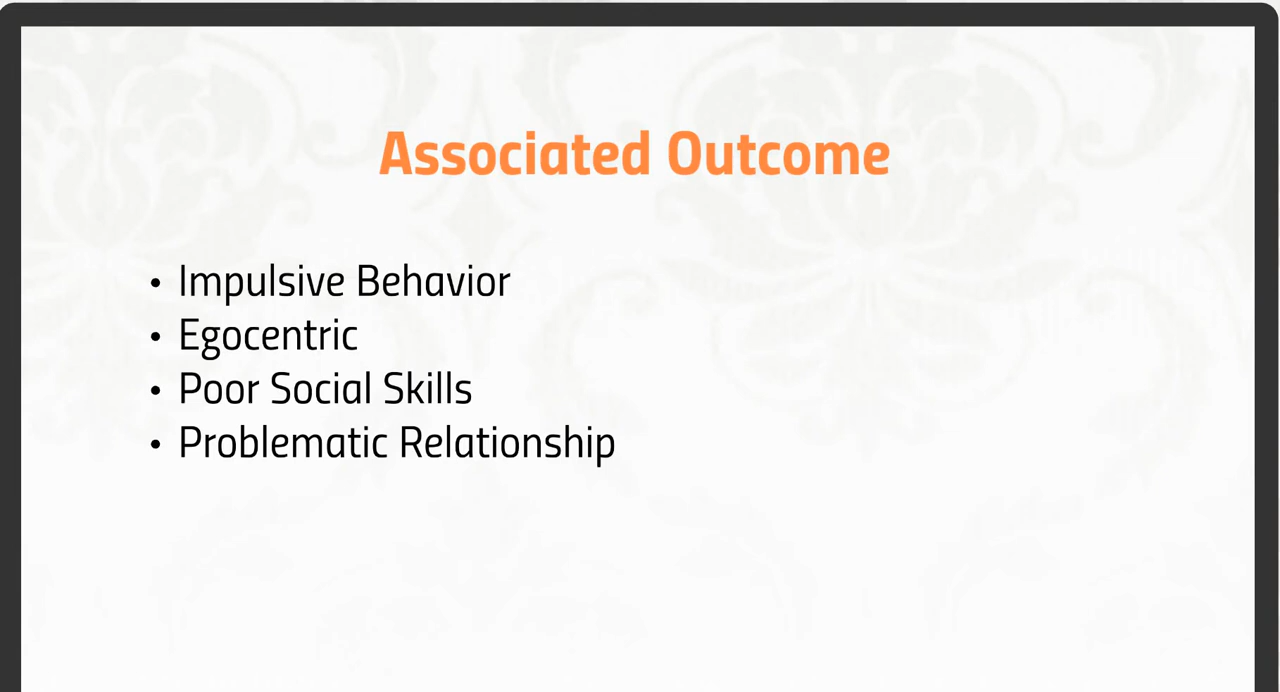 Associated Outcome
• Impulsive Behavior
• Egocentric
• Poor Social Skills
• Problematic Relationship